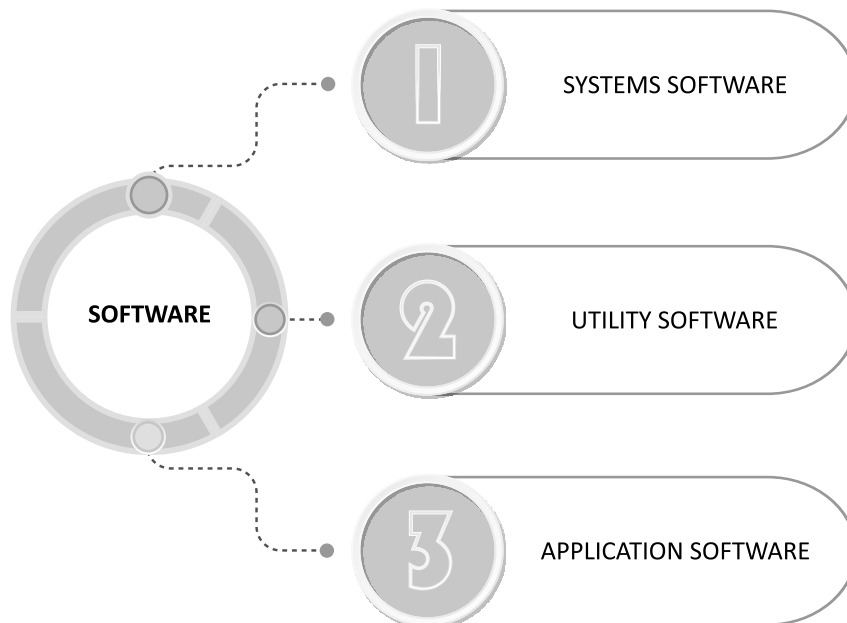 1
SYSTEMS SOFTWARE
SOFTWARE
2
UTILITY SOFTWARE
3
APPLICATION SOFTWARE